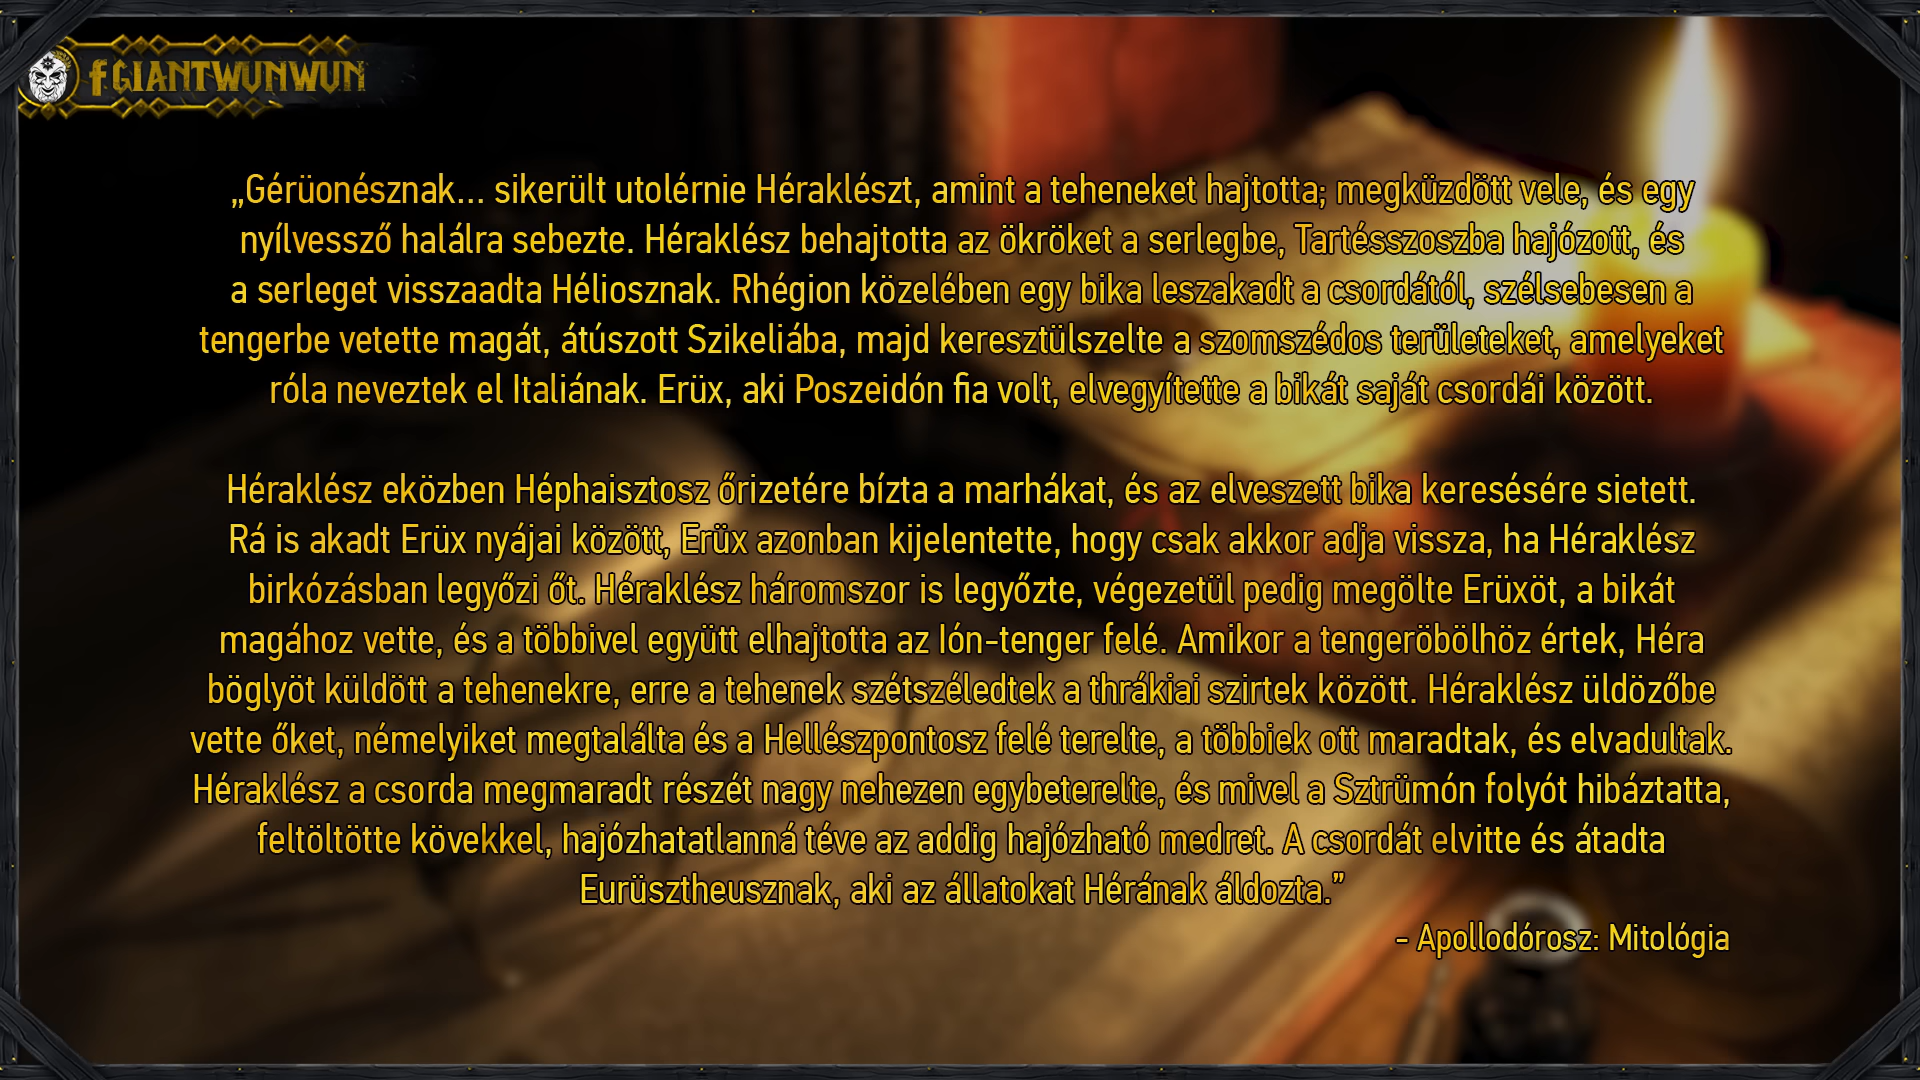 fGIANTWUNWUN
„Gérüonésznak... sikerült utolérnie Héraklészt, amint a teheneket hajtotta; megküzdött vele, és egy
nyílvessző halálra sebezte. Héraklész behajtotta az ökröket a serlegbe, Tartésszoszba hajózott, és
a serleget visszaadta Héliosznak. Rhégion közelében egy bika leszakadt a csordától, szélsebesen a
tengerbe vetette magát, átúszott Szikeliába, majd keresztülszelte a szomszédos területeket, amelyeket
róla neveztek el Italiának. Erüx, aki Poszeidón fia volt, elvegyítette a bikát saját csordái között.
Héraklész eközben Héphaisztosz őrizetére bízta a marhákat, és az elveszett bika keresésére sietett.
Rá is akadt Erüx nyájai között, Erüx azonban kijelentette, hogy csak akkor adja vissza, ha Héraklész
birkózásban legyőzi őt. Héraklész háromszor is legyőzte, végezetül pedig megölte Erüxöt, a bikát
magához vette, és a többivel együtt elhajtotta az Ión-tenger felé. Amikor a tengeröbölhöz értek, Héra
böglyöt küldött a tehenekre, erre a tehenek szétszéledtek a thrákiai szirtek között. Héraklész üldözőbe
vette őket, némelyiket megtalálta és a Hellészpontosz felé terelte, a többiek ott maradtak, és elvadultak.
Héraklész a csorda megmaradt részét nagy nehezen egybeterelte, és mivel a Sztrümón folyót hibáztatta,
feltöltötte kövekkel, hajózhatatlanná téve az addig hajózható medret. A csordát elvitte és átadta
Eurüsztheusznak, aki az állatokat Hérának áldozta.”
- Apollodórosz: Mitológia